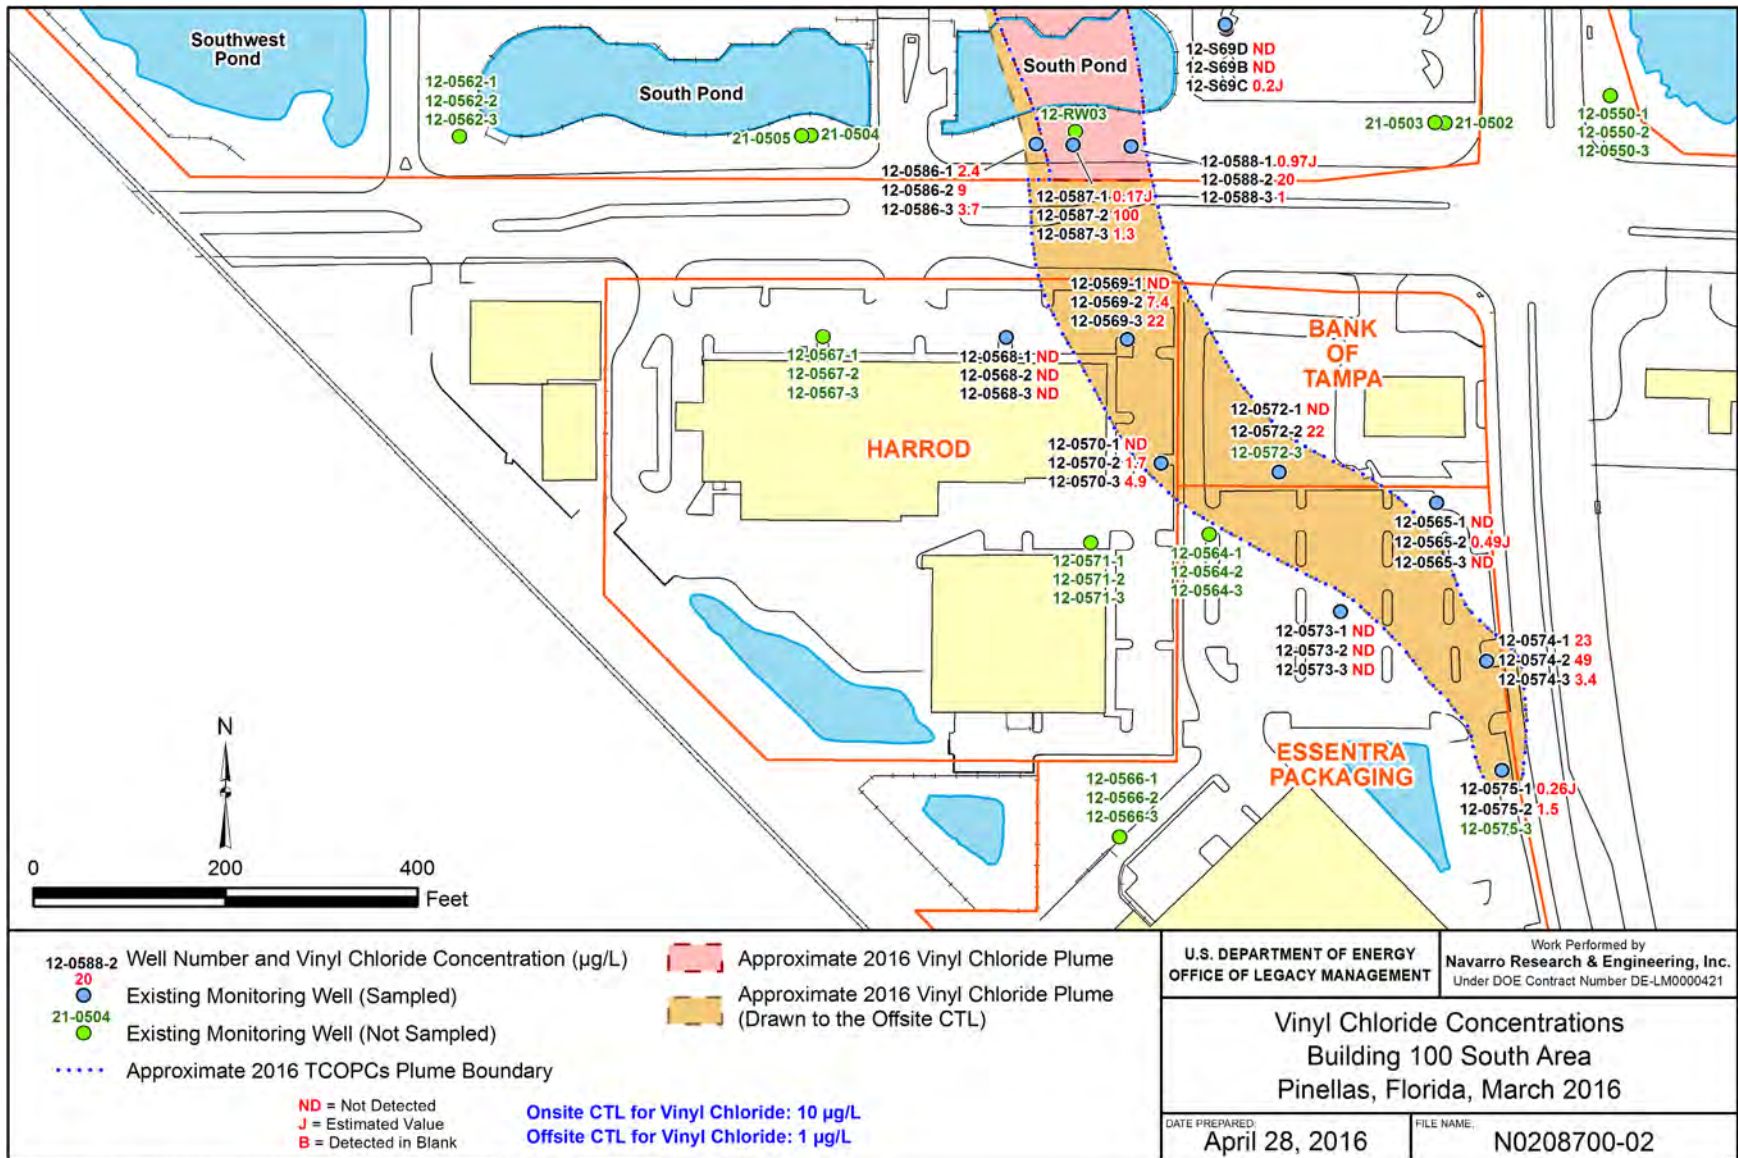 Southwest
Pond
12-0562-1
12-0562-2
12-0562-3
South Pond
21-0505
21-0504
South Pond
12-RW03
12-S69D ND
12-S69B ND
12-S69C 0.2J
21-0503
21-0502
12-0550-1
12-0550-2
12-0550-3
12-0586-1 2.4
12-0586-2 9
12-0586-3 3.7
12-0587-1 0.17J
12-0587-2 100
12-0587-3 1.3
12-0588-1 0.97J
12-0588-2 20
12-0588-3 1
12-0569-1 ND
12-0569-2 7.4
12-0569-3 22
12-0567-1
12-0567-2
12-0567-3
12-0568-1 ND
12-0568-2 ND
12-0568-3 ND
BANK
OF
TAMPA
HARROD
12-0570-1 ND
12-0570-2 1.7
12-0570-3 4.9
12-0572-1 ND
12-0572-2 22
12-0572-3
12-0565-1 ND
12-0565-2 0.49J
12-0565-3 ND
12-0571-1
12-0571-2
12-0571-3
12-0564-1
12-0564-2
12-0564-3
12-0573-1 ND
12-0573-2 ND
12-0573-3 ND
12-0574-1 23
12-0574-2 49
12-0574-3 3.4
ESSENTRA
PACKAGING
12-0566-1
12-0566-2
12-0566-3
12-0575-1 0.26J
12-0575-2 1.5
12-0575-3
N
0 200 400
Feet
12-0588-2 Well Number and Vinyl Chloride Concentration (µg/L)
20
Existing Monitoring Well (Sampled)
21-0504
Existing Monitoring Well (Not Sampled)
Approximate 2016 TCOPCs Plume Boundary
ND = Not Detected
J = Estimated Value
B = Detected in Blank
Approximate 2016 Vinyl Chloride Plume
Approximate 2016 Vinyl Chloride Plume
(Drawn to the Offsite CTL)
Onsite CTL for Vinyl Chloride: 10 µg/L
Offsite CTL for Vinyl Chloride: 1 µg/L
U.S. DEPARTMENT OF ENERGY
OFFICE OF LEGACY MANAGEMENT
Work Performed by
Navarro Research & Engineering, Inc.
Under DOE Contract Number DE-LM0000421
Vinyl Chloride Concentrations
Building 100 South Area
Pinellas, Florida, March 2016
DATE PREPARED:
April 28, 2016
FILE NAME:
N0208700-02